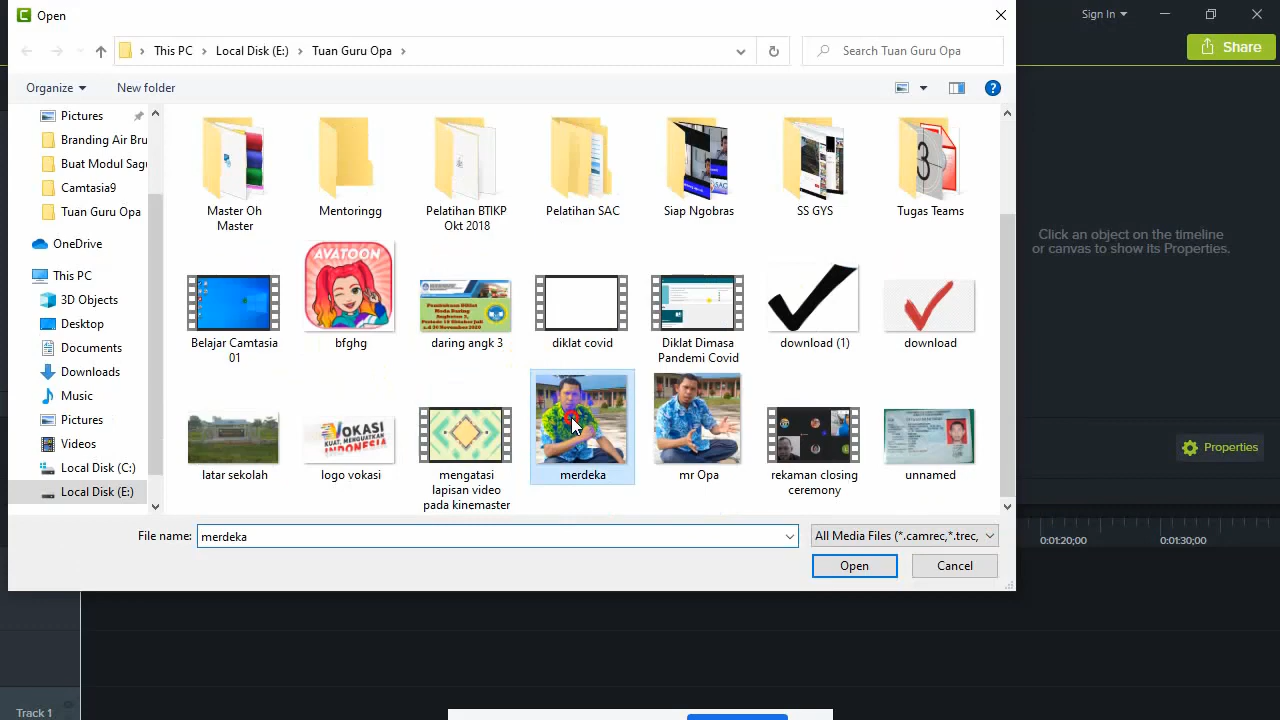 Open
Sign In
Share
This PC
Local Disk (E:)
Tuan Guru Opa
Search Tuan Guru Opa
Organize
New folder
Pictures
Branding Air Bru
Buat Modul Sagu
Camtasia9
Tuan Guru Opa
OneDrive
This PC
3D Objects
Desktop
Documents
Downloads
Music
Pictures
Videos
Local Disk (C:)
Local Disk (E:)
Master Oh
Master
Mentoringg
Pelatihan BTIKP
Okt 2018
Pelatihan SAC
Siap Ngobras
SS GYS
Tugas Teams
AVATOON
Belajar Camtasia
01
bfghg
daring angk 3
diklat covid
Diklat Dimasa
Pandemi Covid
download (1)
download
VOKASI
KUAT, MENGUATKAN
INDONESIA
latar sekolah
logo vokasi
mengatasi
lapisan video
pada kinemaster
merdeka
mr Opa
rekaman closing
ceremony
unnamed
File name:
merdeka
All Media Files (*.camrec,*.trec,
Open
Cancel
Click an object on the timeline
or canvas to show its Properties.
Properties
0:01:20;00
0:01:30;00
Track 1